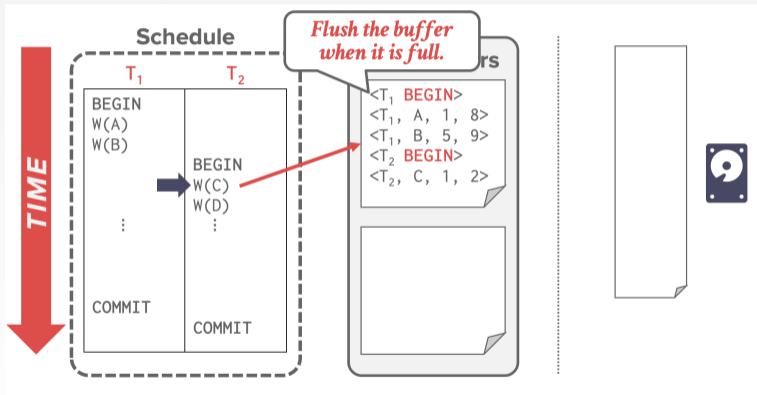 Schedule
Flush the buffer
when it is full.
rs
TIME
T1
T2
BEGIN
W(A)
W(B)
⋮
COMMIT
BEGIN
W(C)
W(D)
⋮
COMMIT
<T1 BEGIN>
<T1, A, 1, 8>
<T1, B, 5, 9>
<T2 BEGIN>
<T2, C, 1, 2>